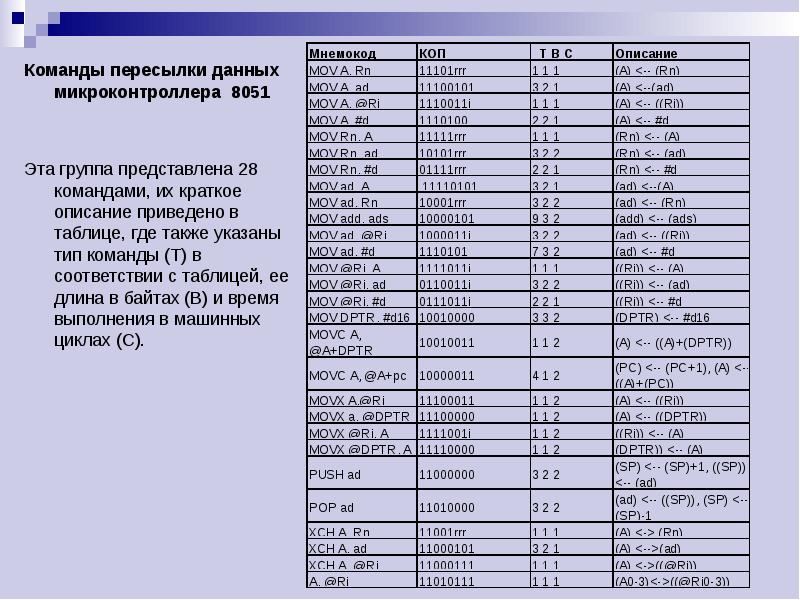 Команды пересылки данных
микроконтроллера 8051
Эта группа представлена 28
командами, их краткое
описание приведено в
таблице, где также указаны
тип команды (T) в
соответствии с таблицей, ее
длина в байтах (B) и время
выполнения в машинных
циклах (C).
Мнемокод КОП T B C Описание
MOV A, Rn 11101rrr 1 1 1 (A) <-- (Rn)
MOV A, ad 11100101 3 2 1 (A) <--(ad)
MOV A, @Ri 1110011i 1 1 1 (A) <-- ((Ri))
MOV A, #d 1110100 2 2 1 (A) <-- #d
MOV Rn, A 11111rrr 1 1 1 (Rn) <-- (A)
MOV Rn, ad 10101rrr 3 2 2 (Rn) <-- (ad)
MOV Rn, #d 01111rrr 2 2 1 (Rn) <-- #d
MOV ad, A 11110101 3 2 1 (ad) <--(A)
MOV ad, Rn 10001rrr 3 2 2 (ad) <-- (Rn)
MOV add, ads 10000101 9 3 2 (add) <-- (ads)
MOV ad, @Ri 1000011i 3 2 2 (ad) <-- ((Ri))
MOV ad, #d 1110101 7 3 2 (ad) <-- #d
MOV @Ri, A 1111011i 1 1 1 ((Ri)) <-- (A)
MOV @Ri, ad 0110011i 3 2 2 ((Ri)) <-- (ad)
MOV @Ri, #d 0111011i 2 2 1 ((Ri)) <-- #d
MOV DPTR, #d16 10010000 3 3 2 (DPTR) <-- #d16
MOVC A,
@A+DPTR 10010011 1 1 2 (A) <-- ((A)+(DPTR))
MOVC A, @A+pc 10000011 4 1 2 (PC) <-- (PC+1), (A) <--
((A)+(PC))
MOVX A,@Ri 11100011 1 1 2 (A) <-- ((Ri))
MOVX a, @DPTR 11100000 1 1 2 (A) <-- ((DPTR))
MOVX @Ri, A 1111001i 1 1 2 ((Ri)) <-- (A)
MOVX @DPTR, A 11110000 1 1 2 (DPTR)) <-- (A)
PUSH ad 11000000 3 2 2 (SP) <-- (SP)+1, ((SP))
<-- (ad)
POP ad 11010000 3 2 2 (ad) <-- ((SP)), (SP) <--
(SP)-1
XCH A, Rn 11001rrr 1 1 1 (A) <-> (Rn)
XCH A, ad 11000101 3 2 1 (A) <-->(ad)
XCH A, @Ri 11000111 1 1 1 (A) <->((@Ri))
A, @Ri 11010111 1 1 1 (A0-3)<->((@Ri0-3))